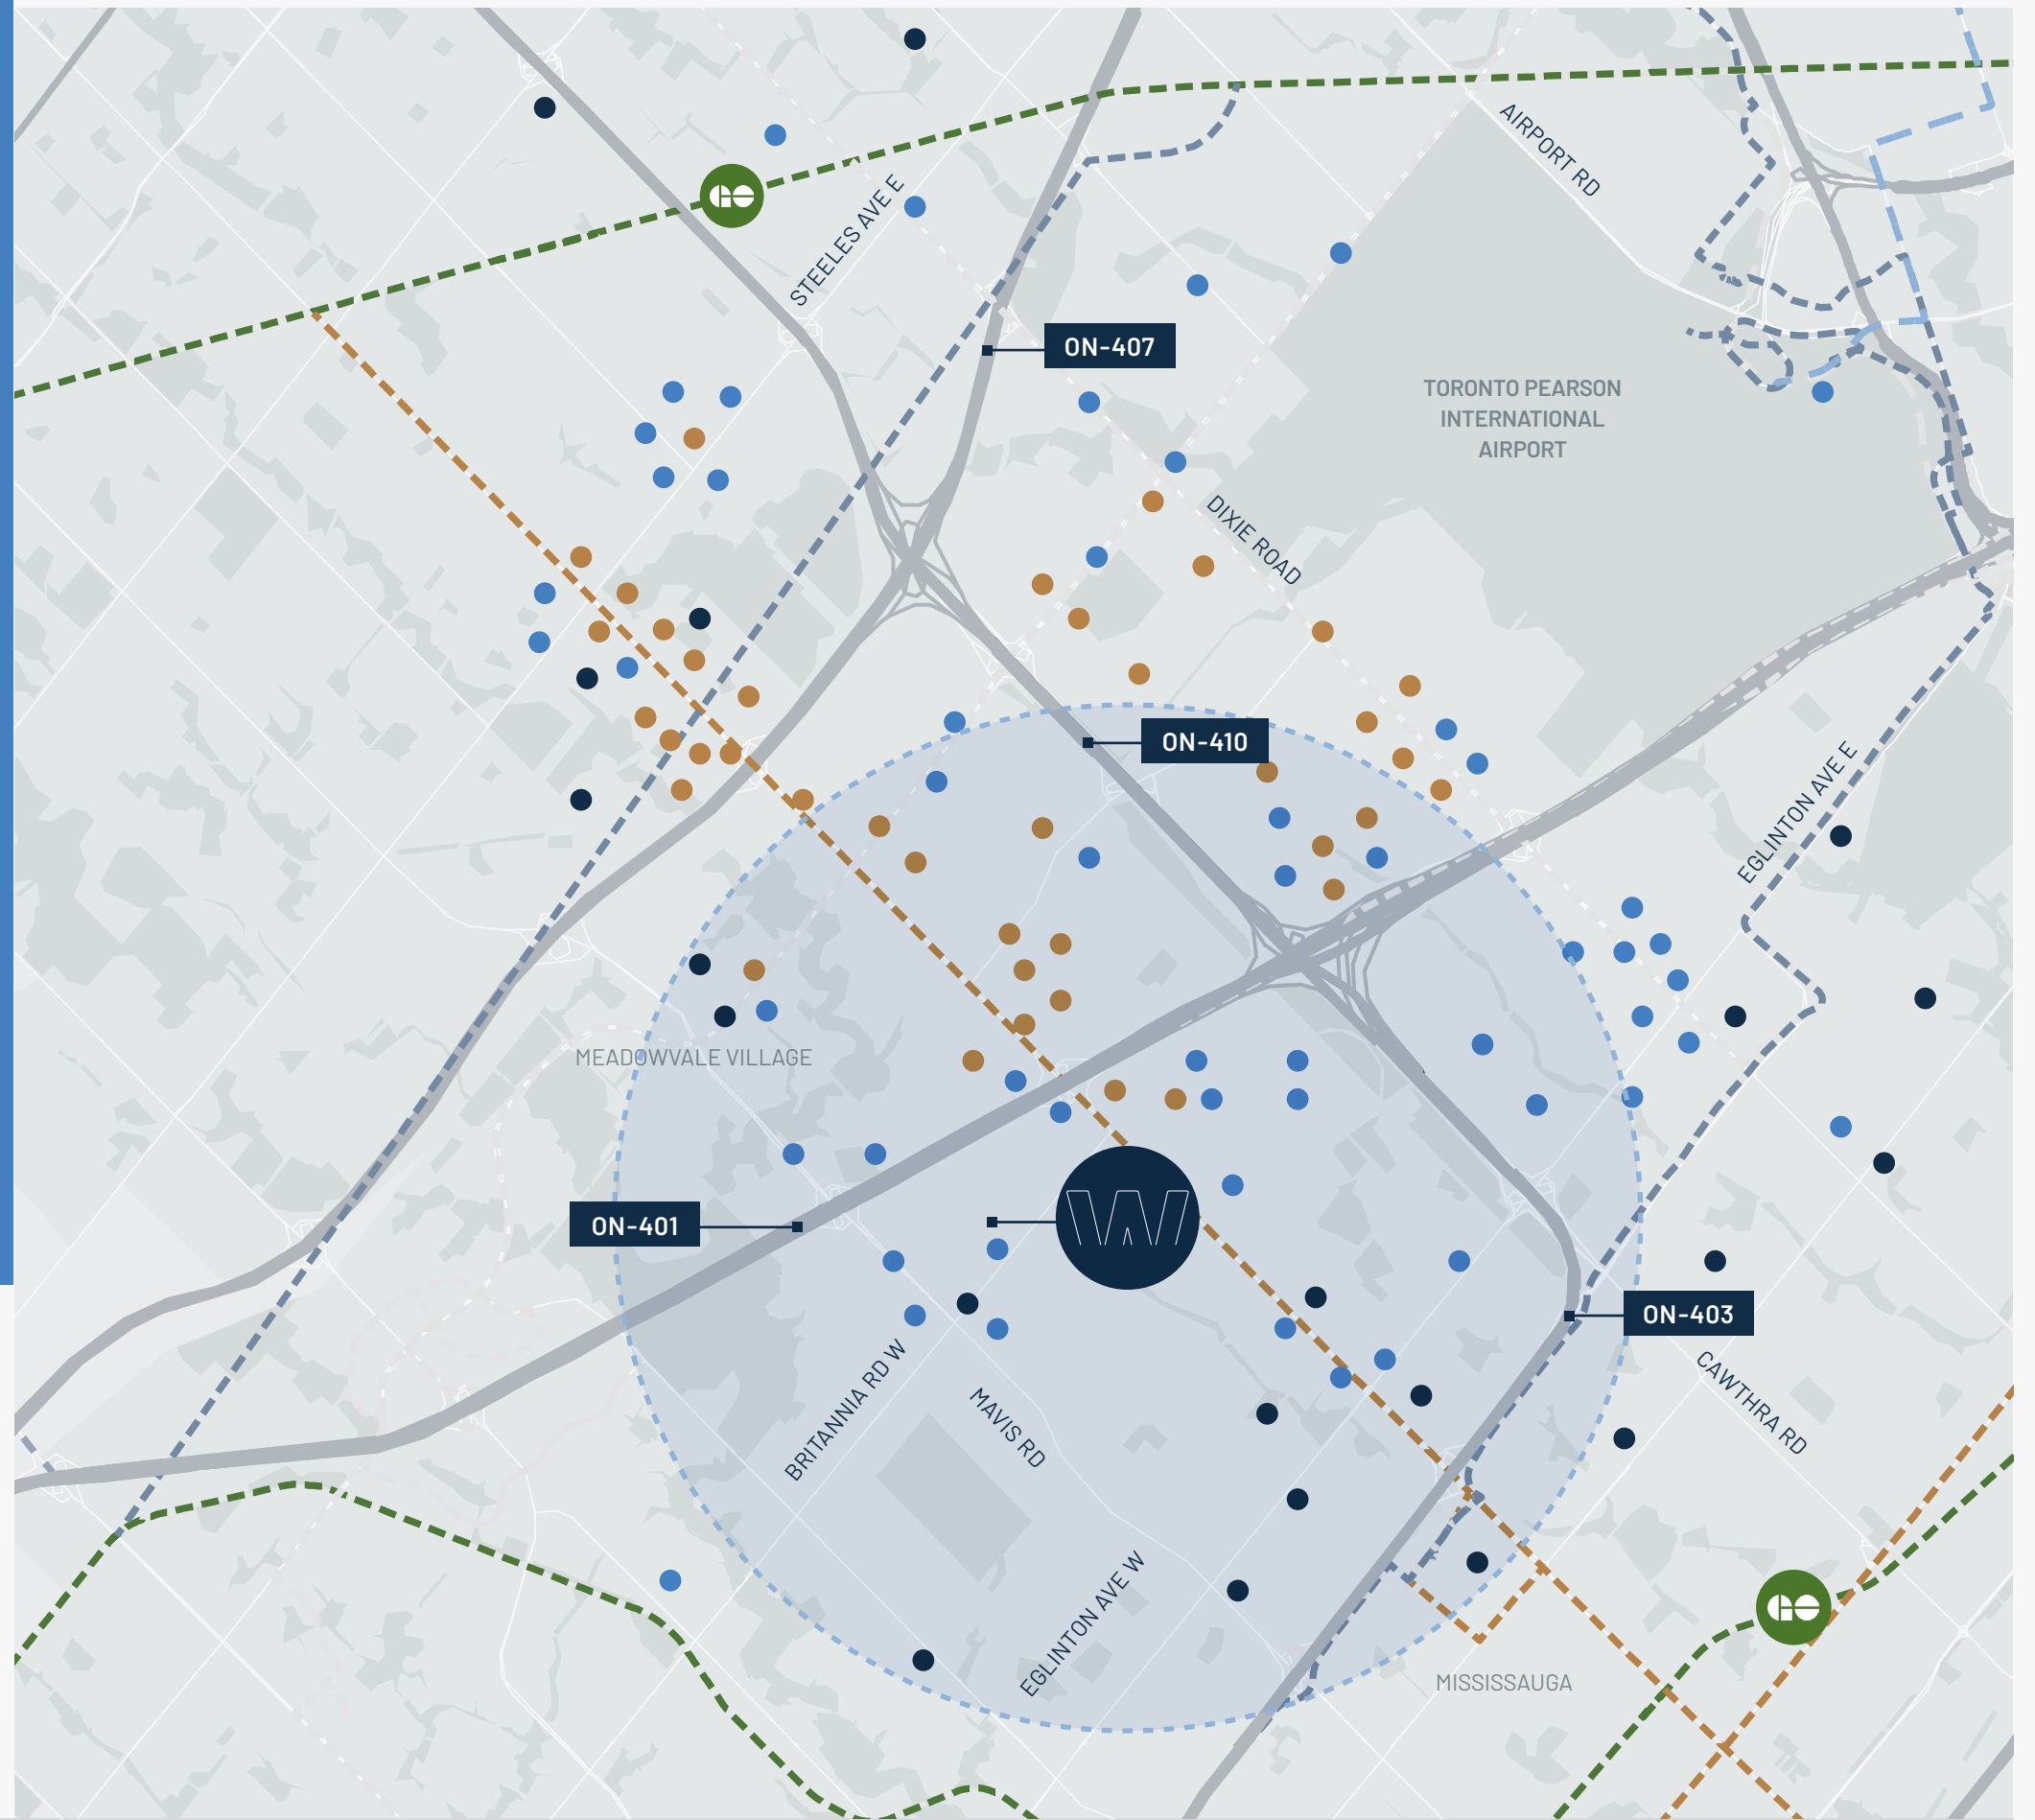 AIRPORT RD
STEELES AVE E
ON-407
TORONTO PEARSON
INTERNATIONAL
AIRPORT
DIXIE ROAD
ON-410
EGLINTON AVE E
MEADOWVALE VILLAGE
ON-401
W
ON-403
BRITANNIA RD W
MAVIS RD
CAWTHRA RD
EGLINTON AVE W
MISSISSAUGA